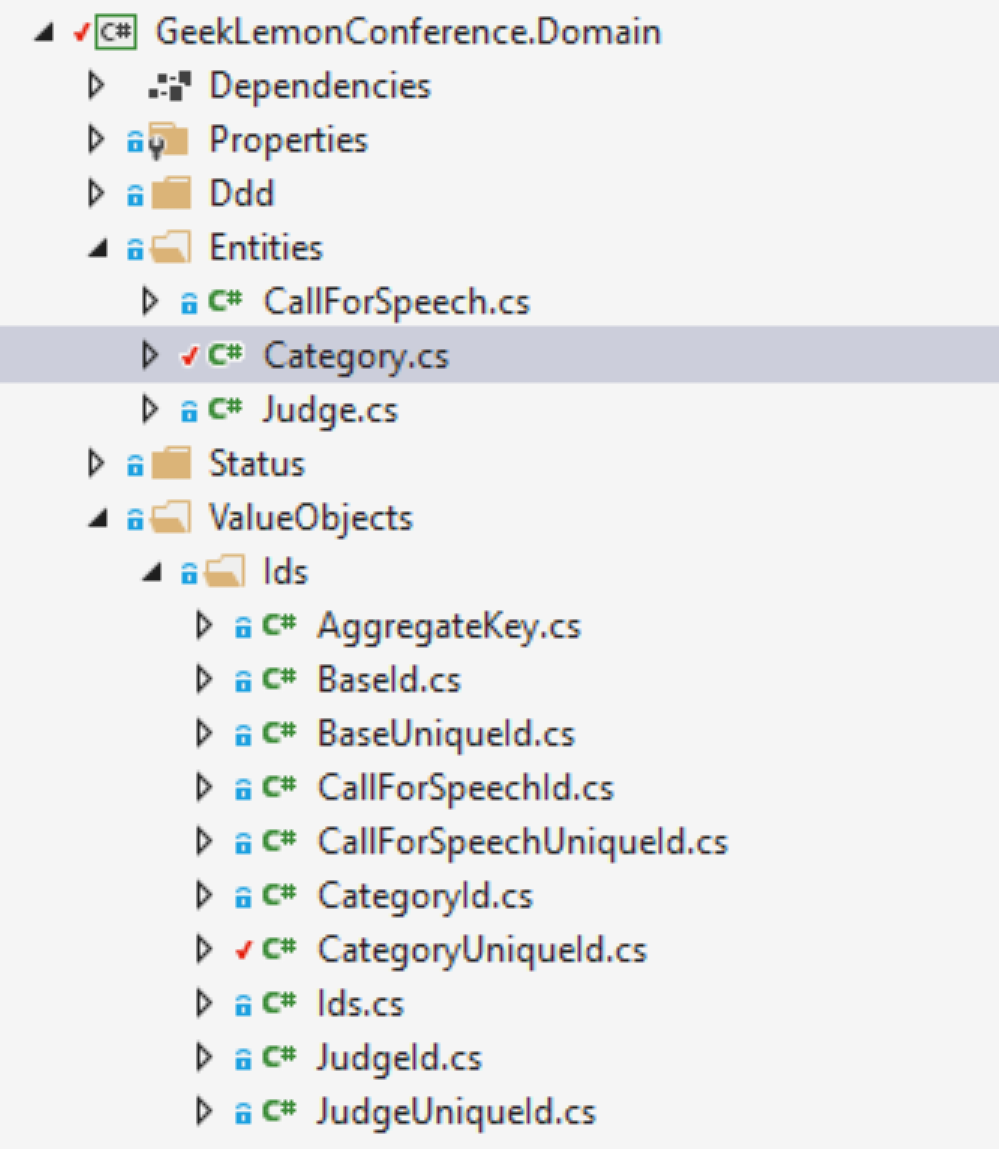 C# GeekLemonConference.Domain
Dependencies
Properties
Ddd
Entities
C# CallForSpeech.cs
C# Category.cs
C# Judge.cs
Status
ValueObjects
Ids
C# AggregateKey.cs
C# BaseId.cs
C# BaseUniqueId.cs
C# CallForSpeechId.cs
C# CallForSpeechUniqueId.cs
C# CategoryId.cs
C# CategoryUniqueId.cs
C# Ids.cs
C# JudgeId.cs
C# JudgeUniqueId.cs